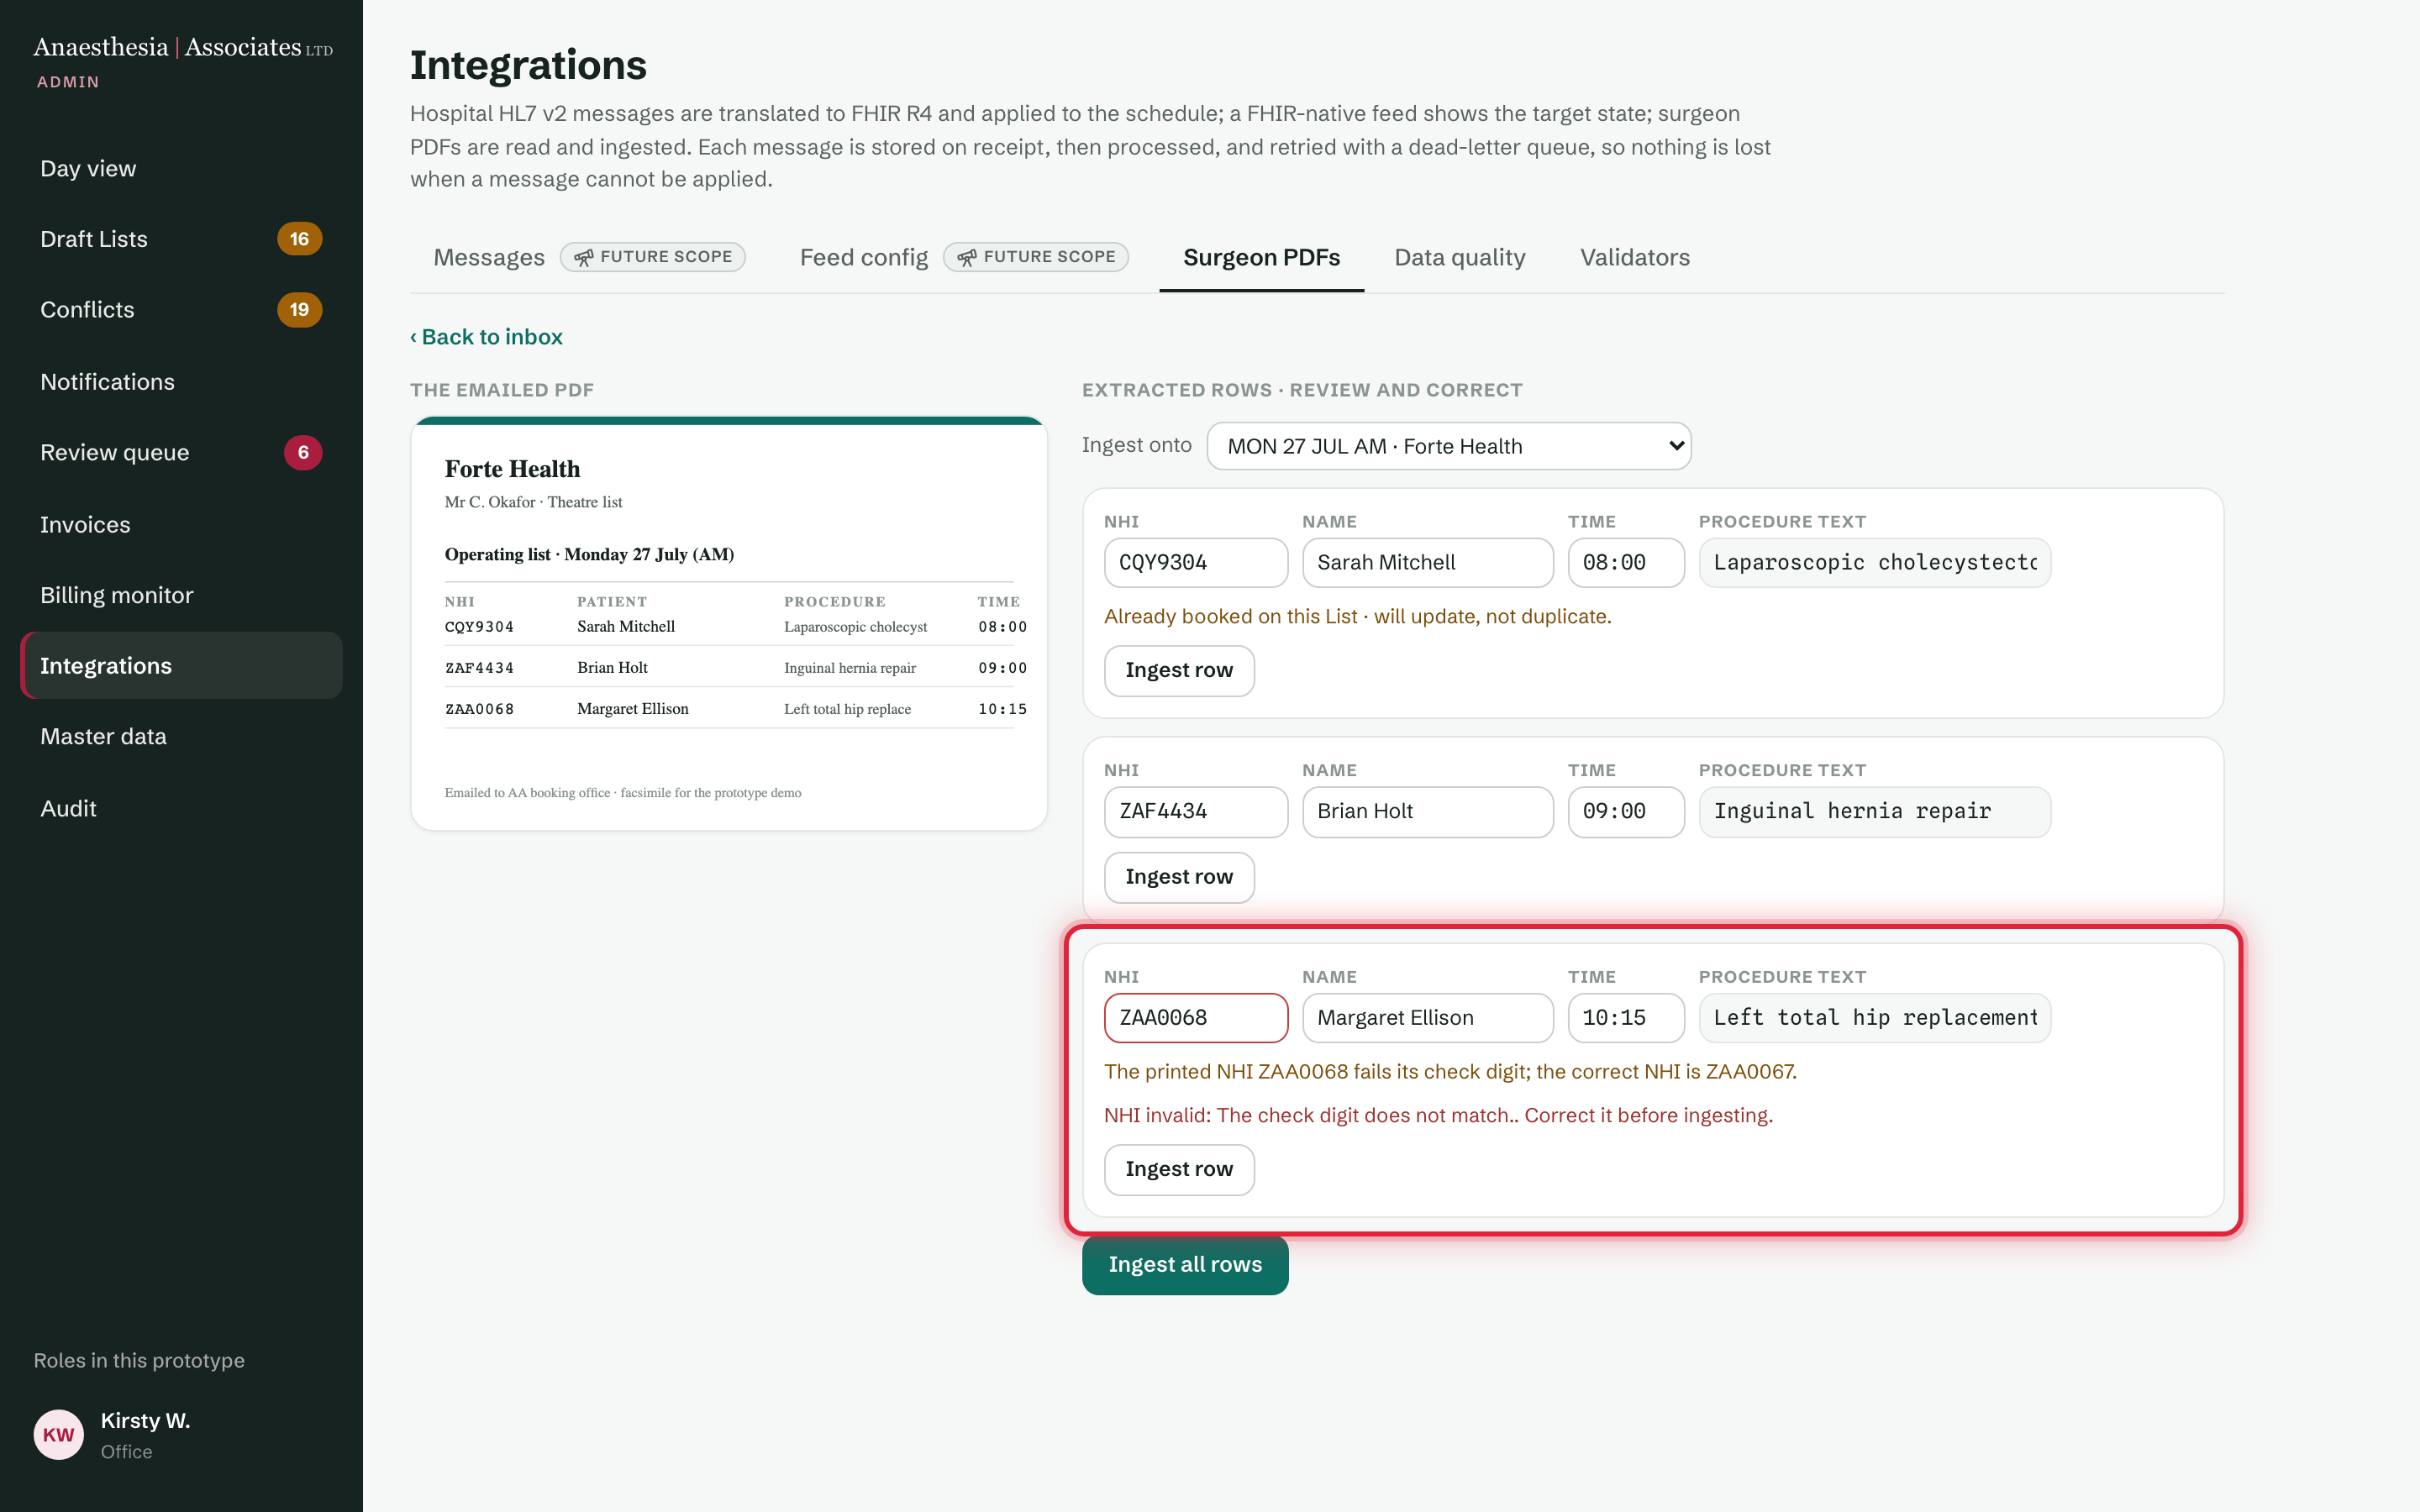 Anaesthesia | Associates LTD
ADMIN
Day view
Draft Lists 16
Conflicts 19
Notifications
Review queue 6
Invoices
Billing monitor
Integrations
Master data
Audit
Roles in this prototype
KW
Kirsty W.
Office
Integrations
Hospital HL7 v2 messages are translated to FHIR R4 and applied to the schedule; a FHIR-native feed shows the target state; surgeon
PDFs are read and ingested. Each message is stored on receipt, then processed, and retried with a dead-letter queue, so nothing is lost
when a message cannot be applied.
Messages FUTURE SCOPE Feed config FUTURE SCOPE Surgeon PDFs Data quality Validators
‹ Back to inbox
THE EMAILED PDF
Forte Health
Mr C. Okafor · Theatre list
Operating list · Monday 27 July (AM)
NHI PATIENT PROCEDURE TIME
CQY9304 Sarah Mitchell Laparoscopic cholecyst 08:00
ZAF4434 Brian Holt Inguinal hernia repair 09:00
ZAA0068 Margaret Ellison Left total hip replace 10:15
Emailed to AA booking office · facsimile for the prototype demo
EXTRACTED ROWS · REVIEW AND CORRECT
Ingest onto MON 27 JUL AM · Forte Health
NHI NAME TIME PROCEDURE TEXT
CQY9304 Sarah Mitchell 08:00 Laparoscopic cholecystecto
Already booked on this List · will update, not duplicate.
Ingest row
NHI NAME TIME PROCEDURE TEXT
ZAF4434 Brian Holt 09:00 Inguinal hernia repair
Ingest row
NHI NAME TIME PROCEDURE TEXT
ZAA0068 Margaret Ellison 10:15 Left total hip replacement
The printed NHI ZAA0068 fails its check digit; the correct NHI is ZAA0067.
NHI invalid: The check digit does not match.. Correct it before ingesting.
Ingest row
Ingest all rows